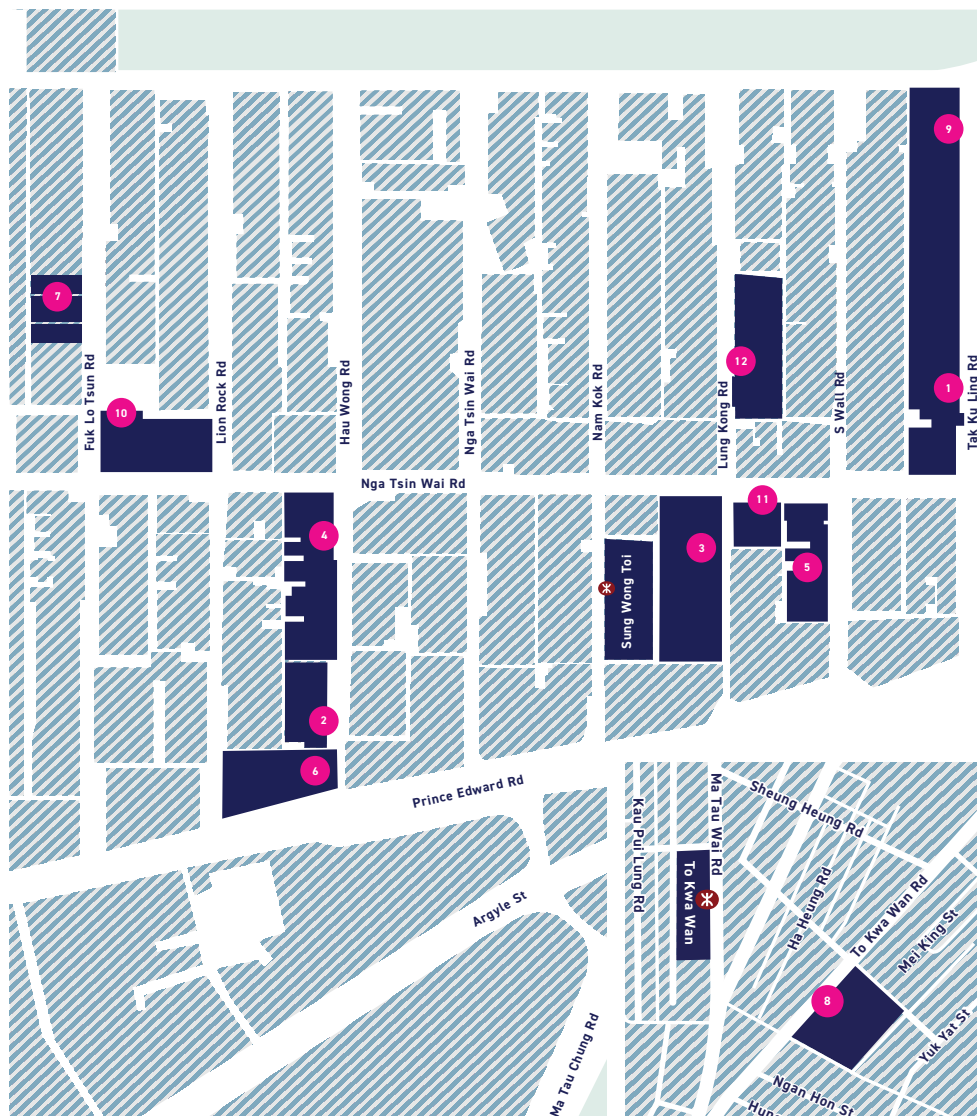 9
7
12
1
10
Fuk Lo Tsun Rd
Lion Rock Rd
Hau Wong Rd
Nga Tsin Wai Rd
Nam Kok Rd
Lung Kong Rd
S Wall Rd
Tak Ku Ling Rd
Nga Tsin Wai Rd
11
4
3
5
Sung Wong Toi
2
6
Prince Edward Rd
Argyle St
Ma Tau Chung Rd
Kau Pui Lung Rd
Ma Tau Wai Rd
Sheung Heung Rd
To Kwa Wan
Ha Heung Rd
To Kwa Wan Rd
Mei King St
8
Yuk Yat St
Ngan Hon St